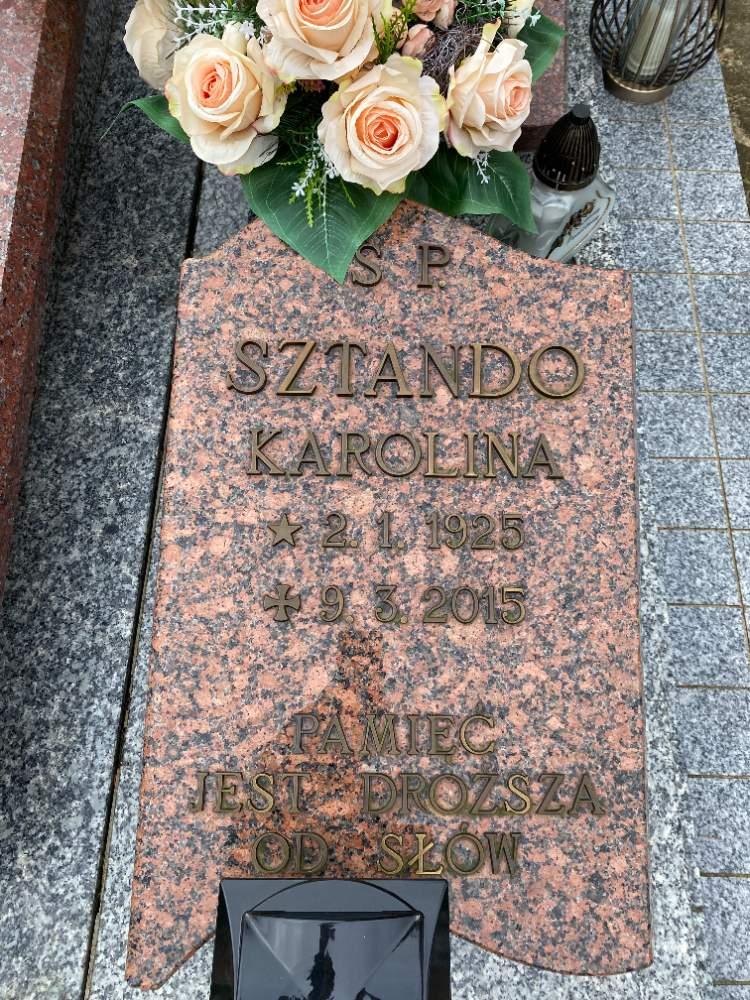 Ś. P.
SZTANDO
KAROLINA
★ 2. 1. 1925
✠ 9. 3. 2015
PAMIĘĆ
JEST DROŻSZA
OD SŁÓW